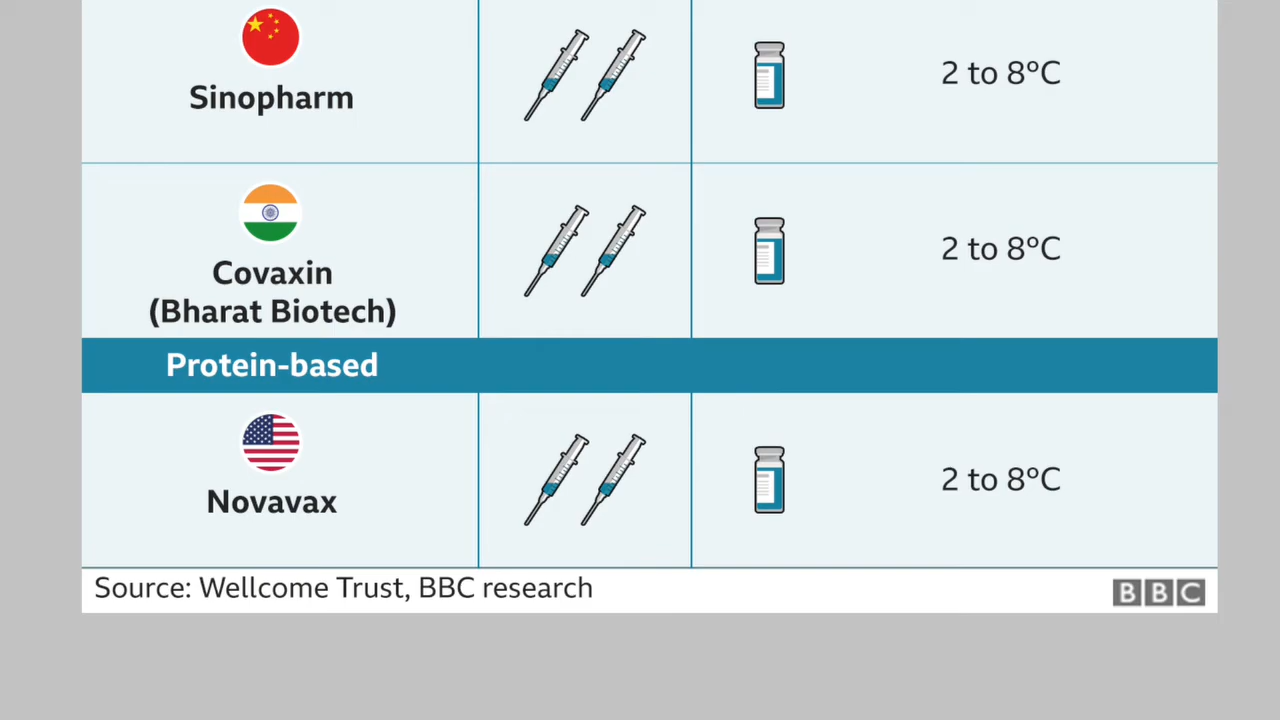 Sinopharm
2 to 8°C
Covaxin
(Bharat Biotech)
2 to 8°C
Protein-based
Novavax
2 to 8°C
Source: Wellcome Trust, BBC research
BBC